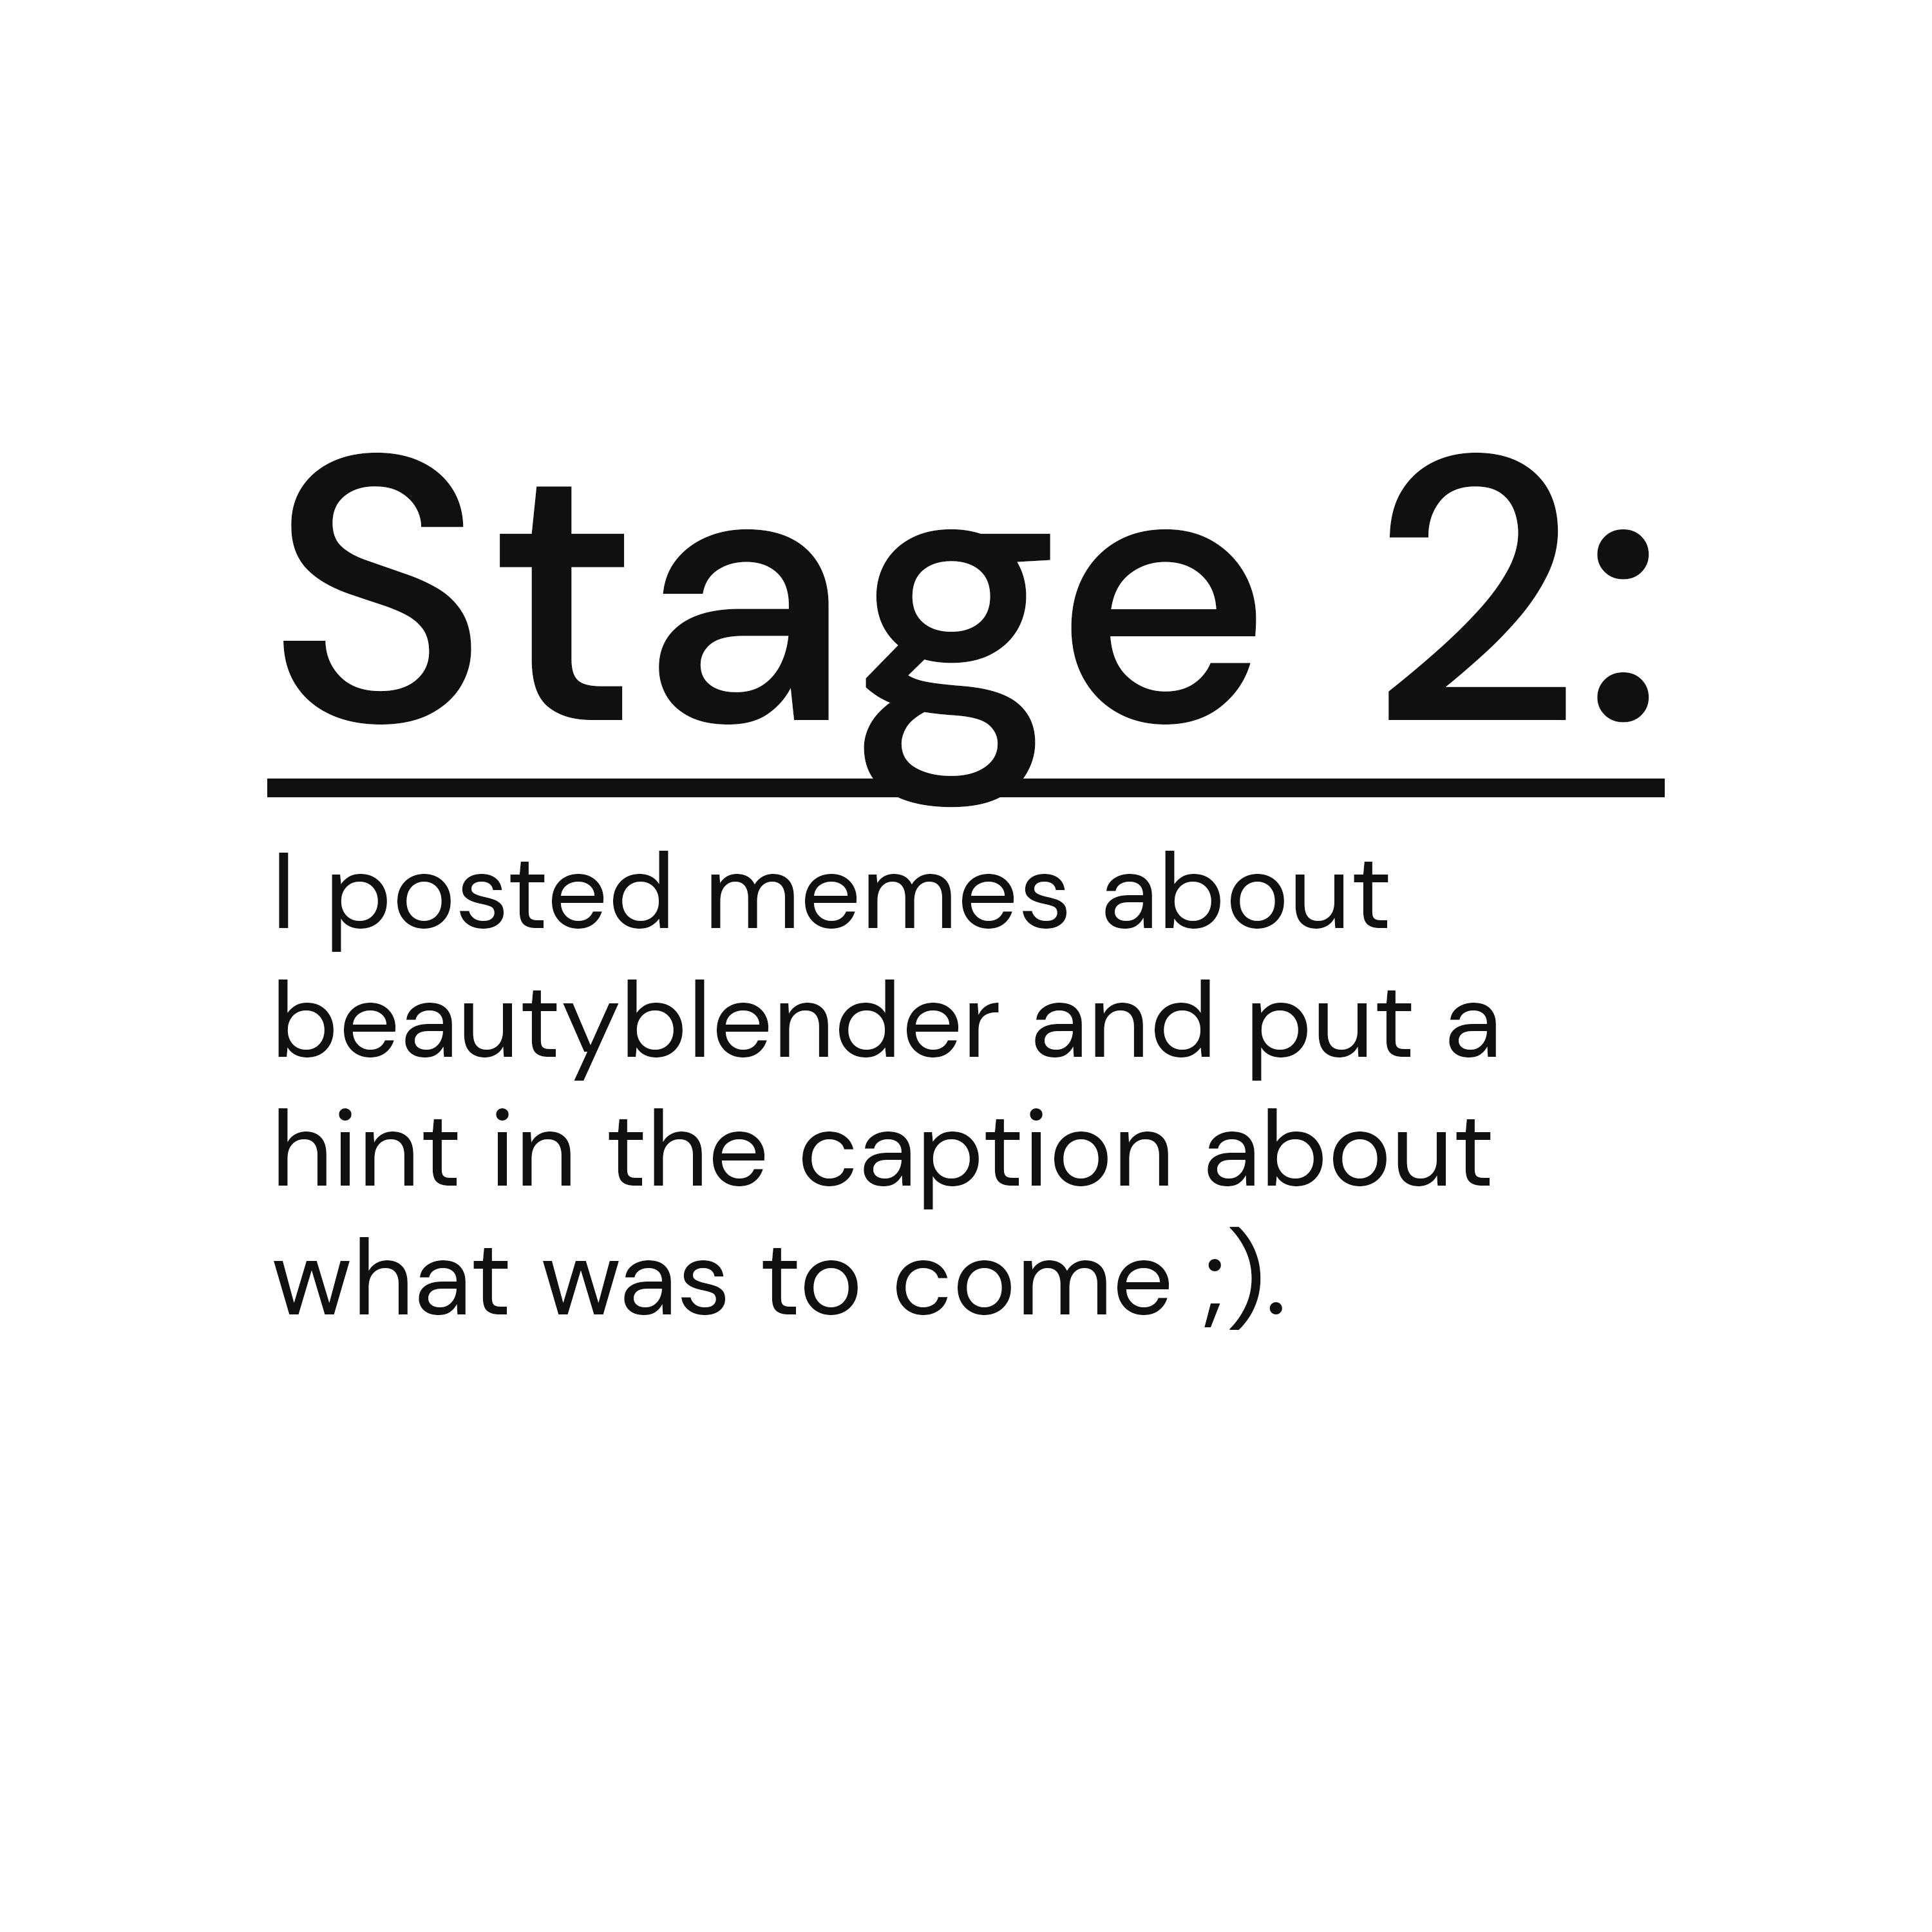 Stage 2:
I posted memes about
beautyblender and put a
hint in the caption about
what was to come ;).